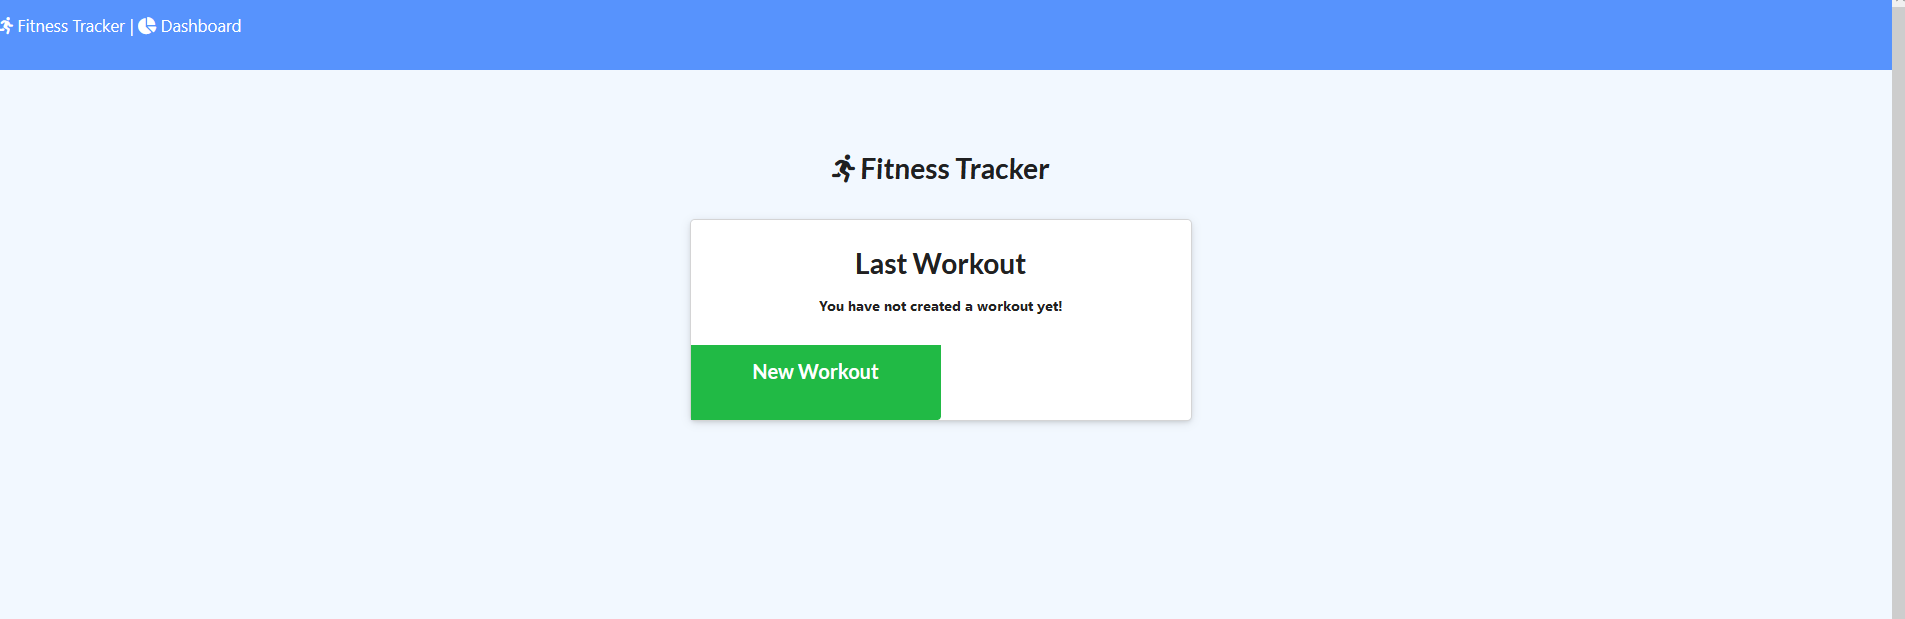 Fitness Tracker | Dashboard
Fitness Tracker
Last Workout
You have not created a workout yet!
New Workout